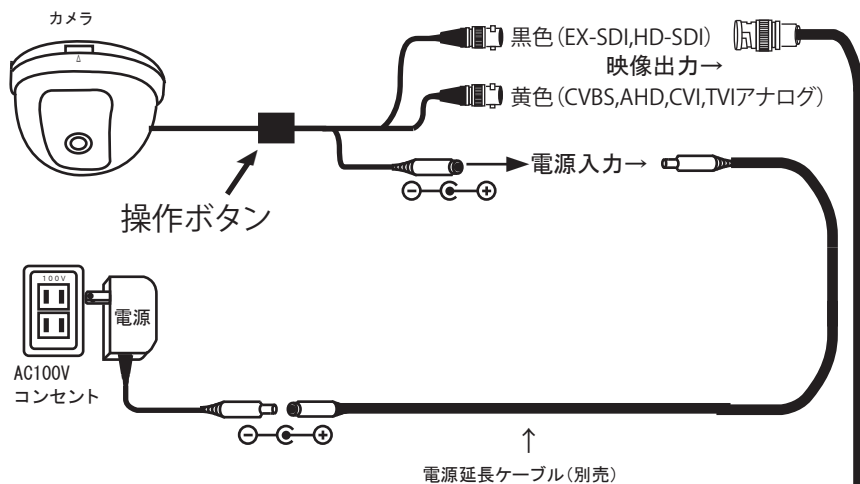 カメラ
黒色（EX-SDI,HD-SDI）
映像出力→
黄色（CVBS,AHD,CVI,TVIアナログ）
電源入力→
操作ボタン
100V
電源
AC100V
コンセント
↑
電源延長ケーブル（別売）